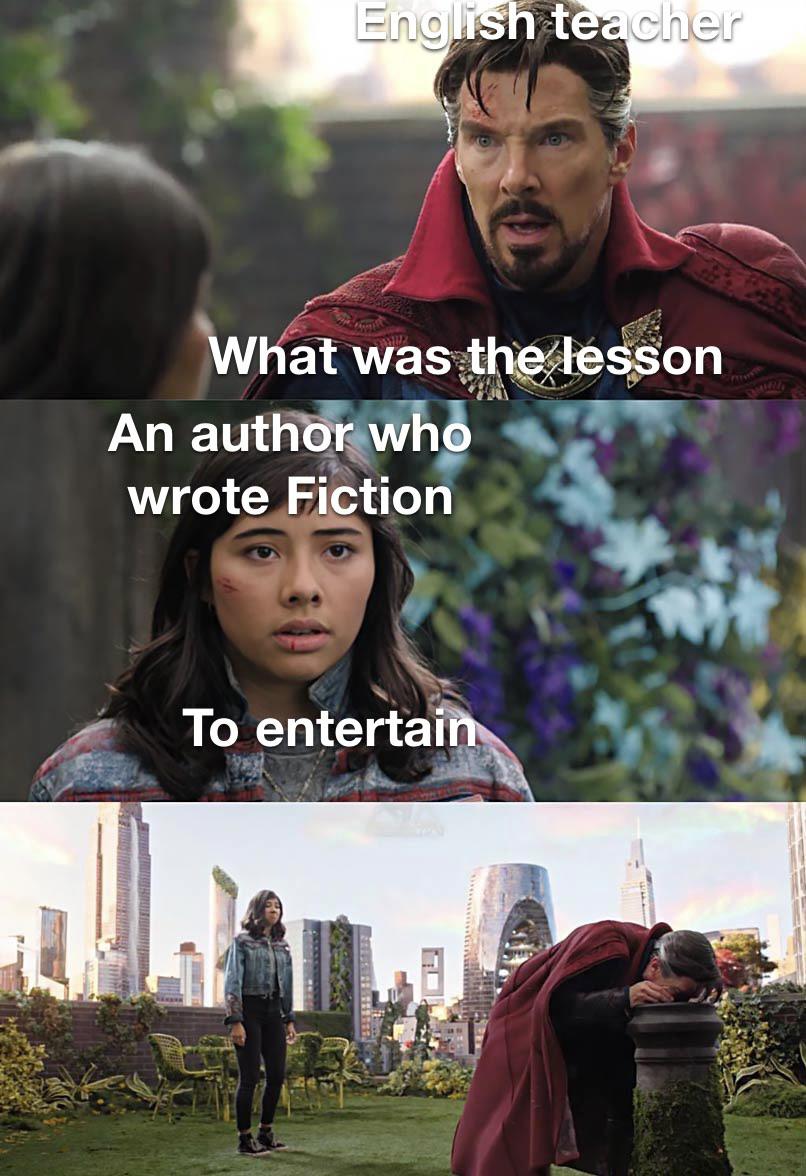 English teacher
What was the lesson
An author who
wrote Fiction
To entertain